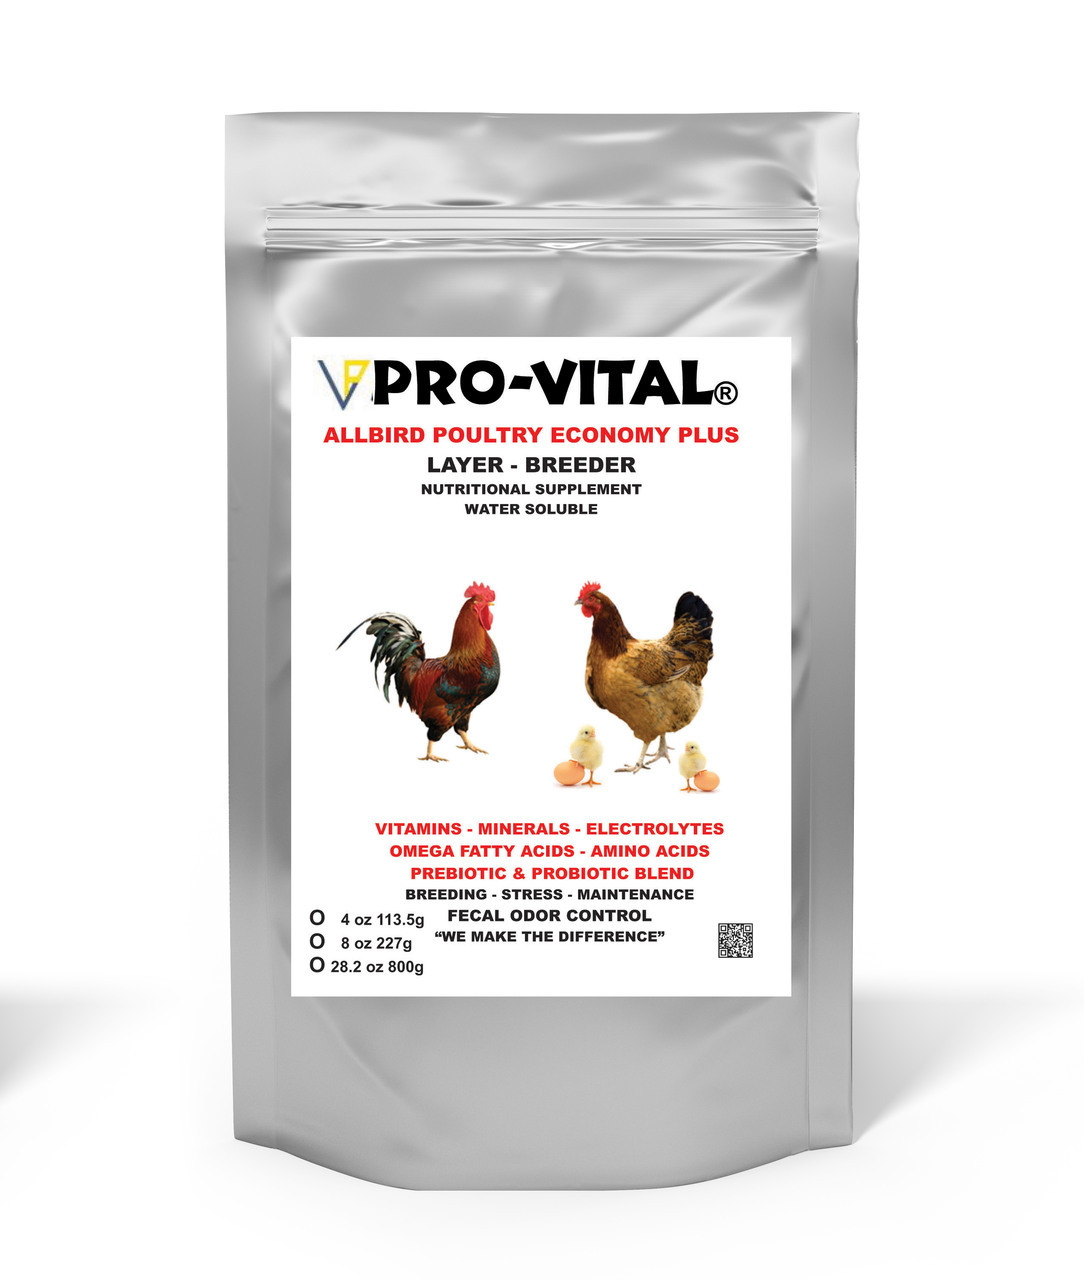 VP PRO-VITAL®
ALLBIRD POULTRY ECONOMY PLUS
LAYER - BREEDER
NUTRITIONAL SUPPLEMENT
WATER SOLUBLE
VITAMINS - MINERALS - ELECTROLYTES
OMEGA FATTY ACIDS - AMINO ACIDS
PREBIOTIC & PROBIOTIC BLEND
BREEDING - STRESS - MAINTENANCE
FECAL ODOR CONTROL
“WE MAKE THE DIFFERENCE”
O 4 oz 113.5g
O 8 oz 227g
O 28.2 oz 800g